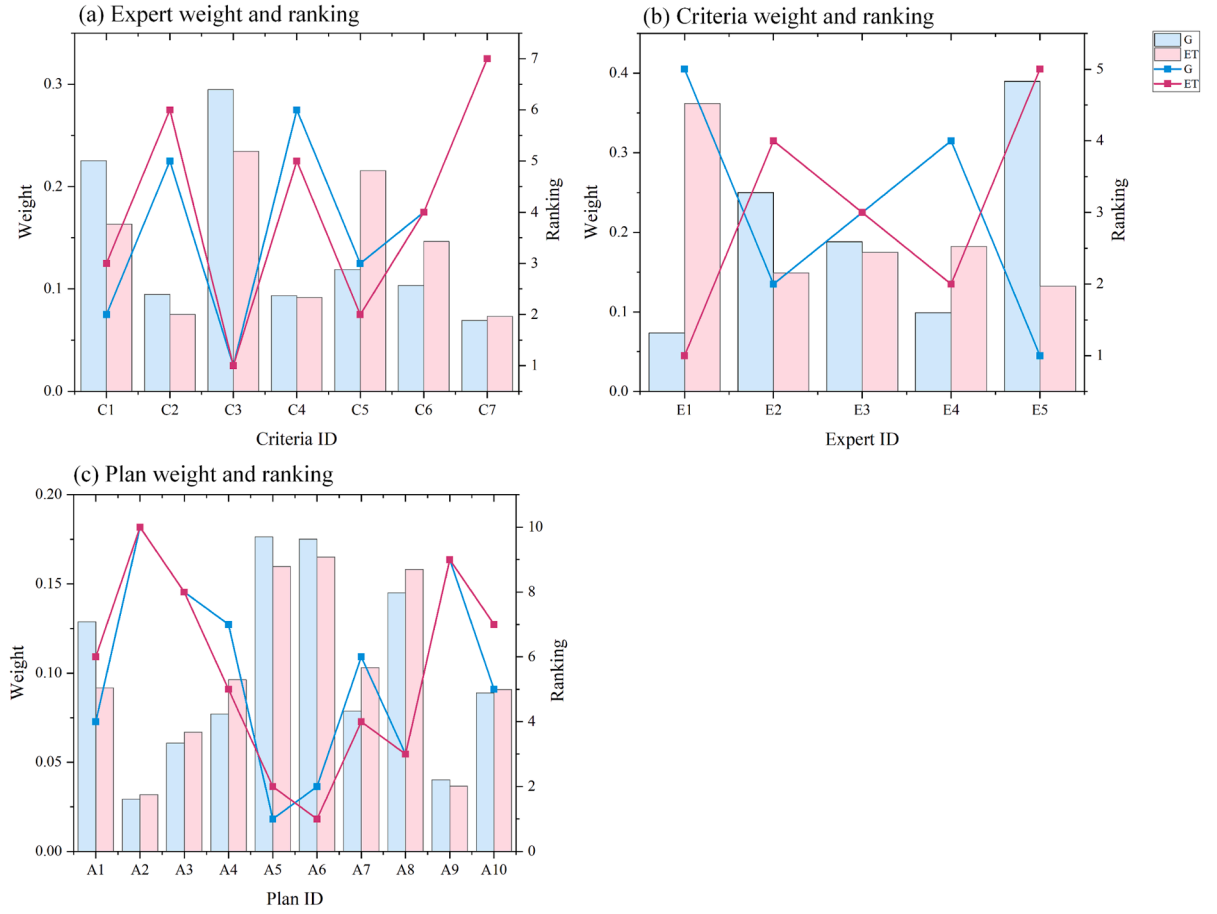 (a) Expert weight and ranking
Weight
0.3
0.2
0.1
0.0
7
6
5
4
3
2
1
Ranking
C1 C2 C3 C4 C5 C6 C7
Criteria ID
(b) Criteria weight and ranking
Weight
0.4
0.3
0.2
0.1
0.0
5
4
3
2
1
Ranking
E1 E2 E3 E4 E5
Expert ID
G
ET
G
ET
(c) Plan weight and ranking
Weight
0.20
0.15
0.10
0.05
0.00
10
8
6
4
2
0
Ranking
A1 A2 A3 A4 A5 A6 A7 A8 A9 A10
Plan ID